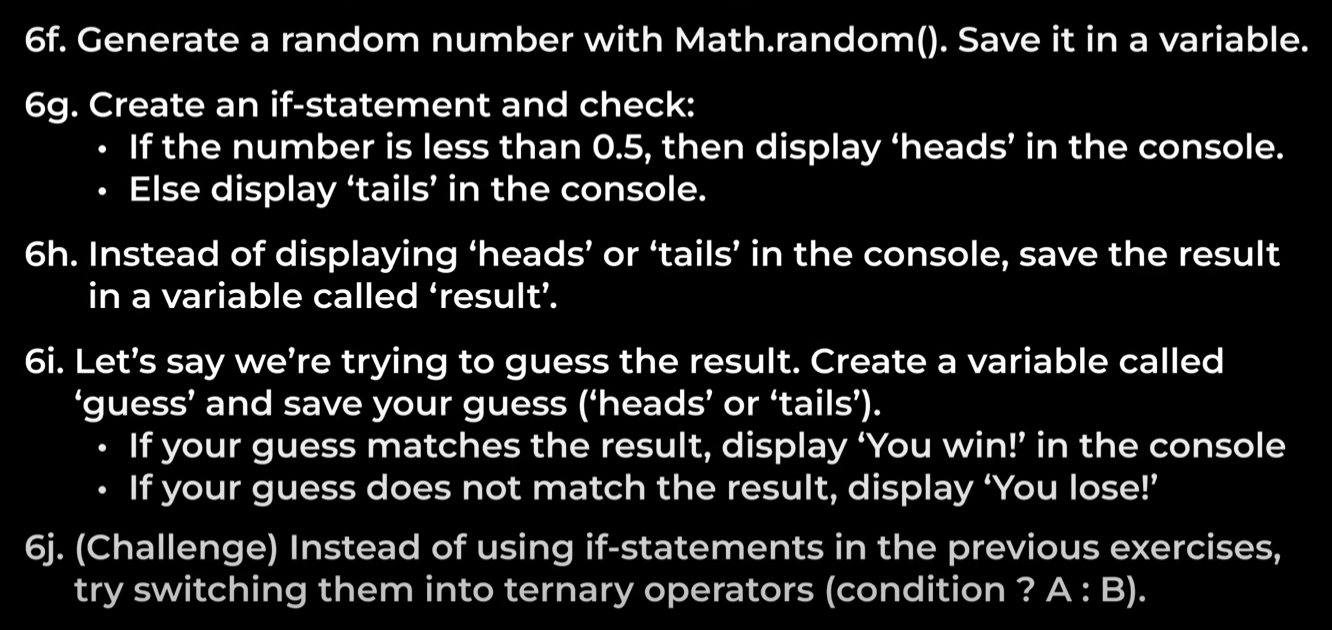 6f. Generate a random number with Math.random(). Save it in a variable.
6g. Create an if-statement and check:
• If the number is less than 0.5, then display ‘heads’ in the console.
• Else display ‘tails’ in the console.
6h. Instead of displaying ‘heads’ or ‘tails’ in the console, save the result
in a variable called ‘result’.
6i. Let’s say we’re trying to guess the result. Create a variable called
‘guess’ and save your guess (‘heads’ or ‘tails’).
• If your guess matches the result, display ‘You win!’ in the console
• If your guess does not match the result, display ‘You lose!’
6j. (Challenge) Instead of using if-statements in the previous exercises,
try switching them into ternary operators (condition ? A : B).